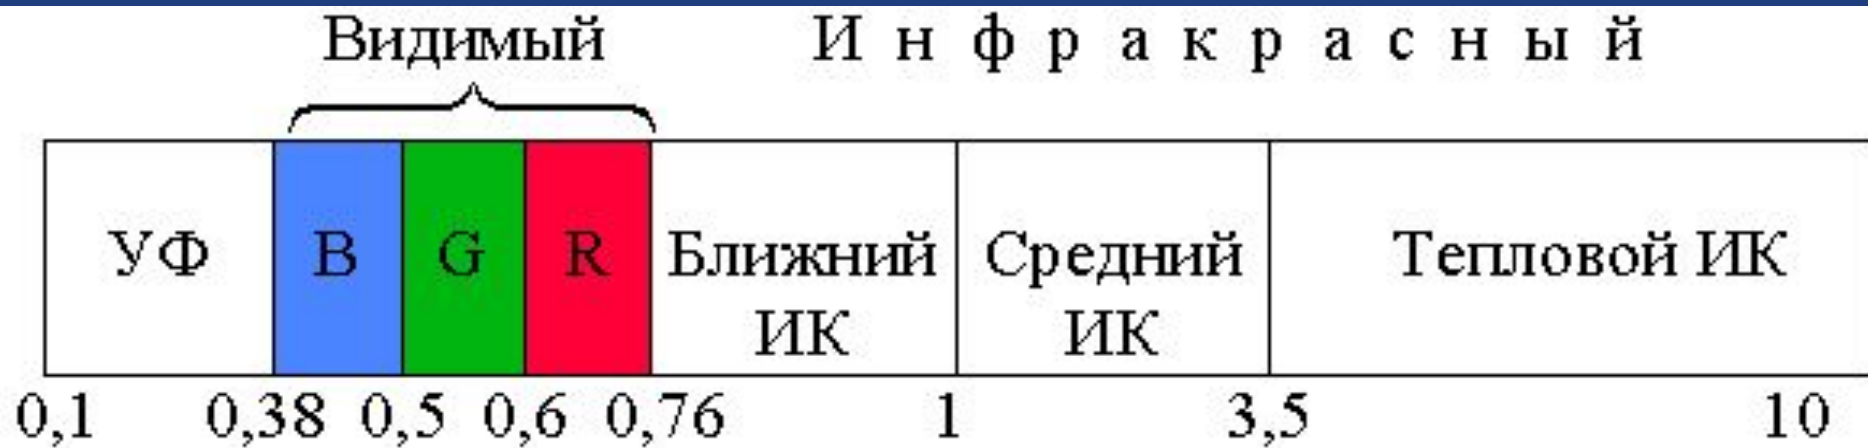 Видимый Инфракрасный
УФ B G R Ближний ИК Средний ИК Тепловой ИК
0,1 0,38 0,5 0,6 0,76 1 3,5 10